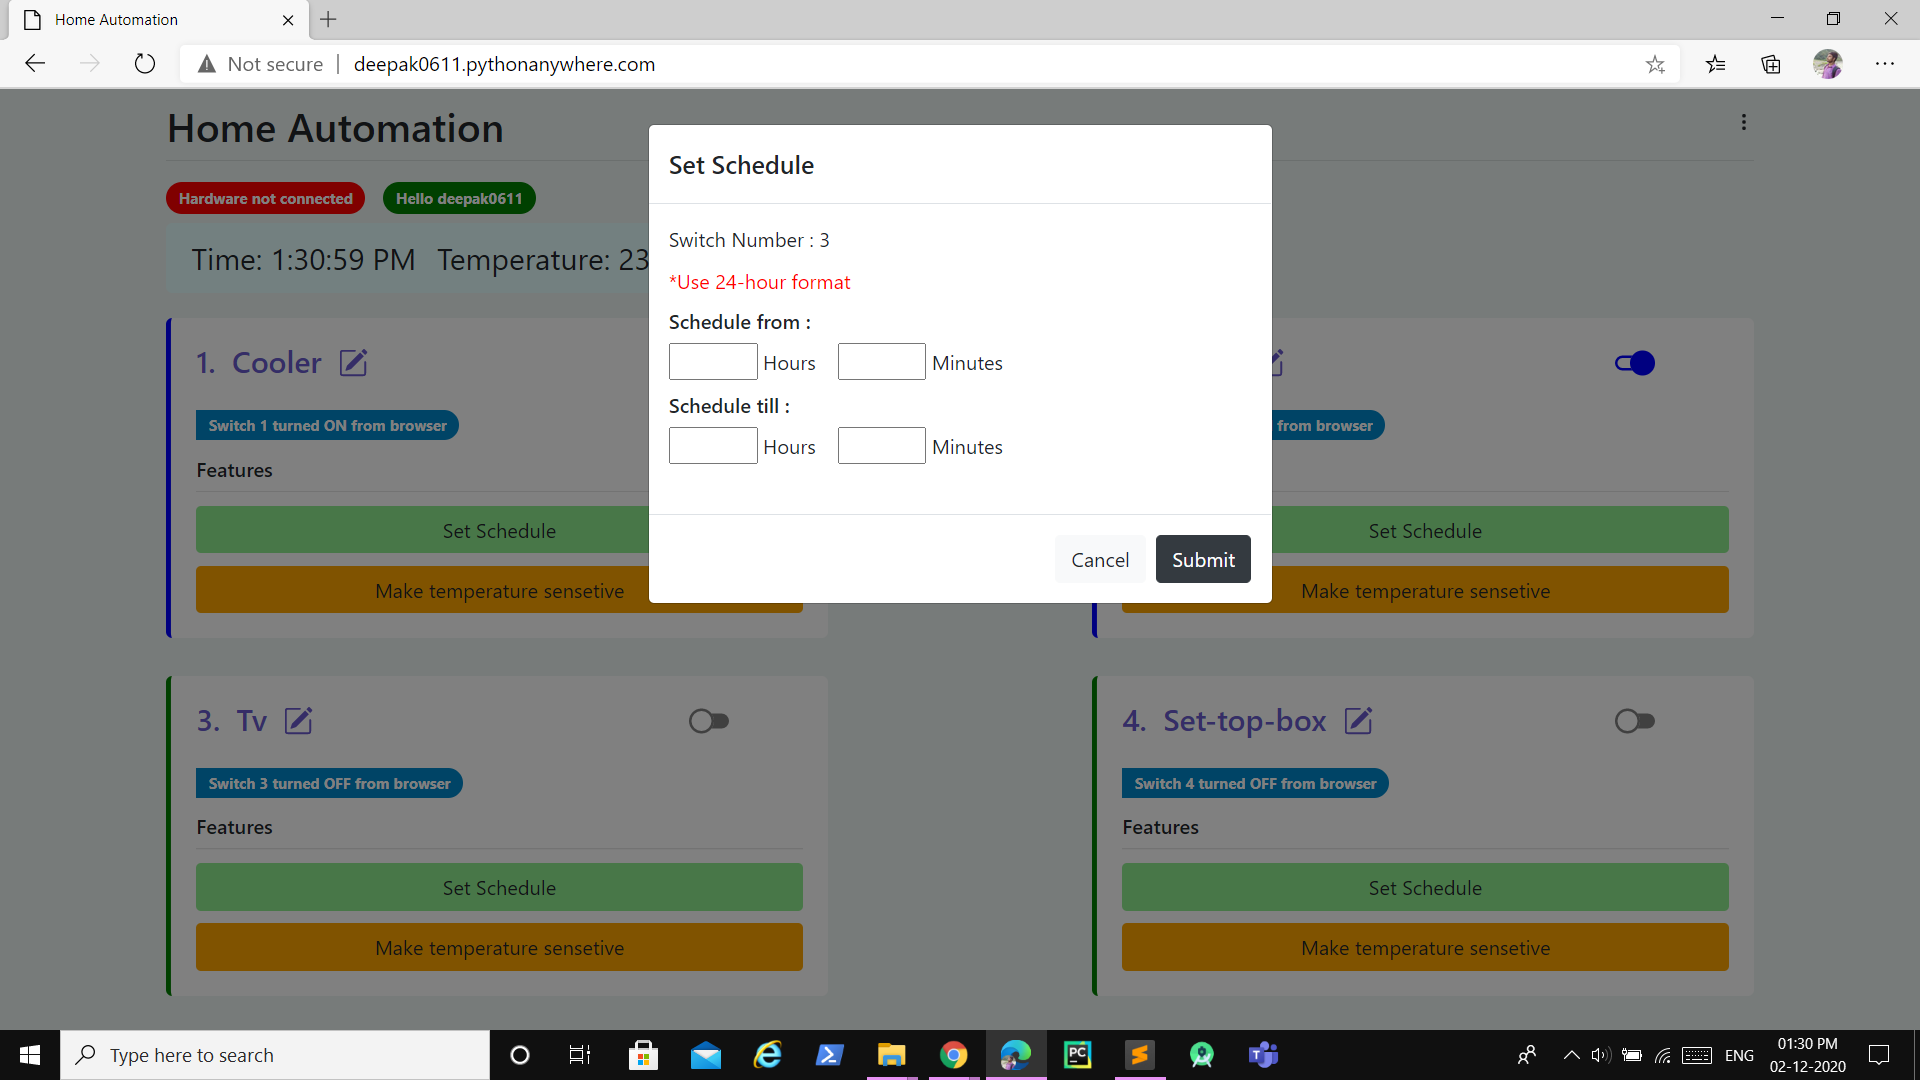 Home Automation
Not secure | deepak0611.pythonanywhere.com
Home Automation
Hardware not connected Hello deepak0611
Time: 1:30:59 PM Temperature: 23
Set Schedule
Switch Number : 3
*Use 24-hour format
Schedule from :
Hours Minutes
Schedule till :
Hours Minutes
Cancel Submit
1. Cooler
Switch 1 turned ON from browser
Features
Set Schedule
Make temperature sensetive
from browser
Set Schedule
Make temperature sensetive
3. Tv
Switch 3 turned OFF from browser
Features
Set Schedule
Make temperature sensetive
4. Set-top-box
Switch 4 turned OFF from browser
Features
Set Schedule
Make temperature sensetive
Type here to search
PC
ENG
01:30 PM
02-12-2020